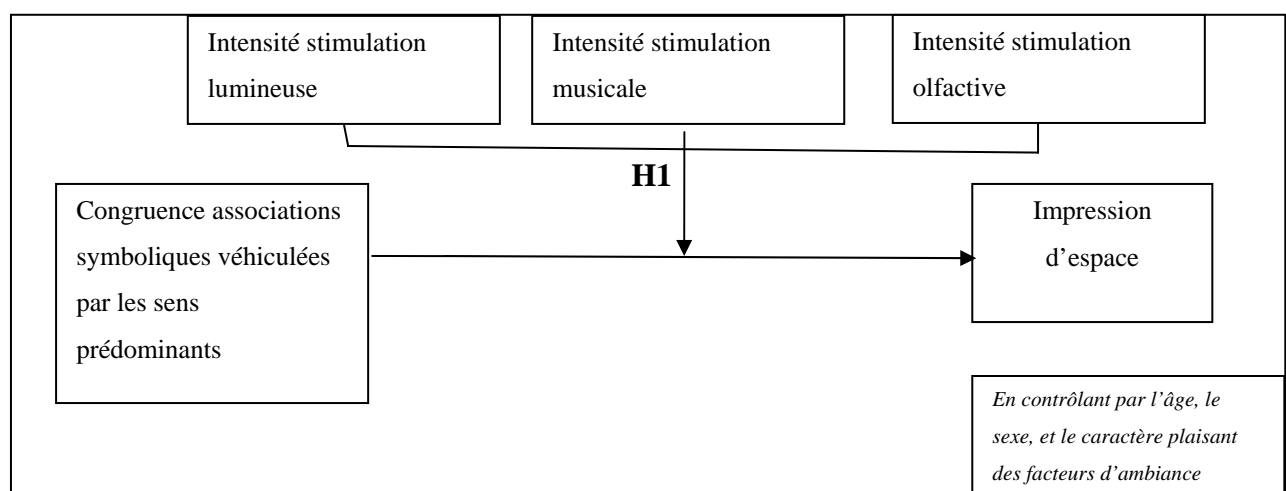 Intensité stimulation
lumineuse
Intensité stimulation
musicale
Intensité stimulation
olfactive
H1
Congruence associations
symboliques véhiculées
par les sens
prédominants
Impression
d’espace
En contrôlant par l’âge, le
sexe, et le caractère plaisant
des facteurs d’ambiance